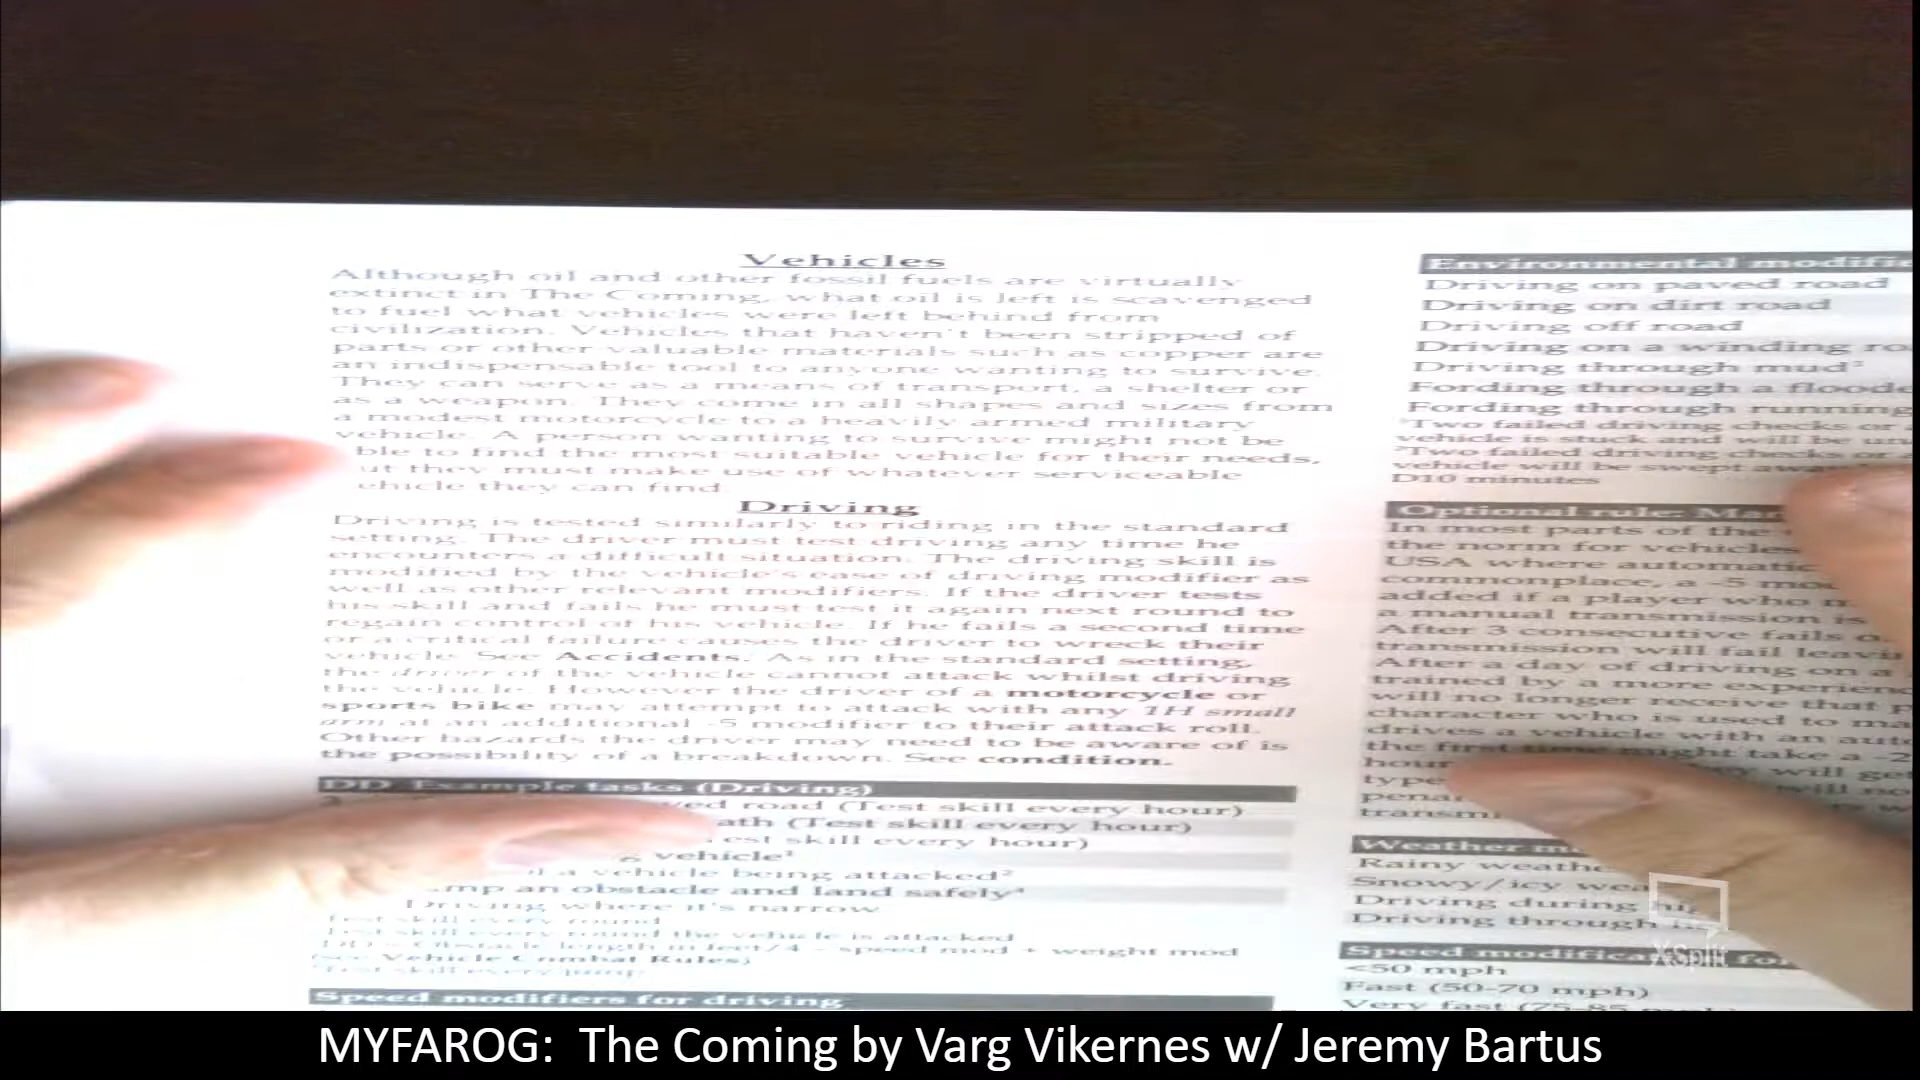 Vehicles
Although oil and other fossil fuels are virtually
extinct in The Coming, what oil is left is scavenged
to fuel what vehicles were left behind from
civilization. Vehicles that haven't been stripped of
parts or other valuable materials such as copper are
an indispensable tool to anyone wanting to survive.
They can serve as a means of transport, a shelter or
as a weapon. They come in all shapes and sizes from
a modest motorcycle to a heavily armed military
vehicle. A person wanting to survive might not be
ble to find the most suitable vehicle for their needs,
ut they must make use of whatever serviceable
ehicle they can find.
Driving
Driving is tested similarly to riding in the standard
setting. The driver must test driving any time he
encounters a difficult situation. The driving skill is
modified by the vehicle's ease of driving modifier as
well as other relevant modifiers. If the driver tests
his skill and fails he must test it again next round to
regain control of his vehicle. If he fails a second time
or a critical failure causes the driver to wreck their
vehicle. See Accidents. As in the standard setting,
the driver of the vehicle cannot attack whilst driving
the vehicle. However the driver of a motorcycle or
sports bike may attempt to attack with any 1H small
arm at an additional -5 modifier to their attack roll.
Other hazards the driver may need to be aware of is
the possibility of a breakdown. See condition.
DD Example tasks (Driving)
ved road (Test skill every hour)
ath (Test skill every hour)
est skill every hour)
g vehicle¹
a vehicle being attacked²
mp an obstacle and land safely⁴
Driving where it's narrow
Test skill every round
Test skill every round the vehicle is attacked
DD = Obstacle length in feet/4 - speed mod + weight mod
(see Vehicle Combat Rules)
Test skill every jump
Speed modifiers for driving
Environmental modifie
Driving on paved road
Driving on dirt road
Driving off road
Driving on a winding ro
Driving through mud
Fording through a floode
Fording through running
Two failed driving checks or
vehicle is stuck and will be un
Two failed driving checks or a
vehicle will be swept awa
D10 minutes
Optional rule: Ma
In most parts of the
the norm for vehicles
USA where automatic
commonplace, a -5 mod
added if a player who
a manual transmission is
After 3 consecutive fails o
transmission will fail leavi
After a day of driving on a
trained by a more experienc
will no longer receive that p
character who is used to ma
drives a vehicle with an aut
the first time might take a -2
hour will ge
type will no
pena
transmi
Weather m
Rainy weath
Snowy/icy wea
Driving during
Driving through
Speed modifica fo
<50 mph
Fast (50-70 mph)
Very fast (75-85 mp
XSplit
MYFAROG: The Coming by Varg Vikernes w/ Jeremy Bartus